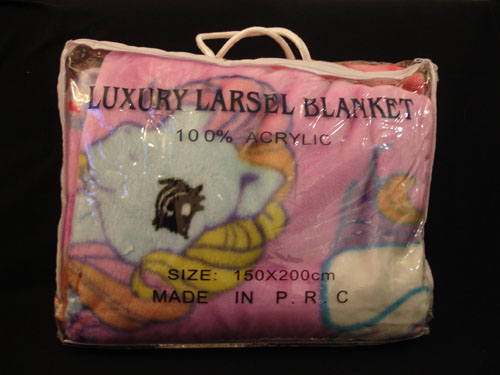 LUXURY LARSEL BLANKET
100% ACRYLIC
SIZE: 150X200cm
MADE IN P.R.C